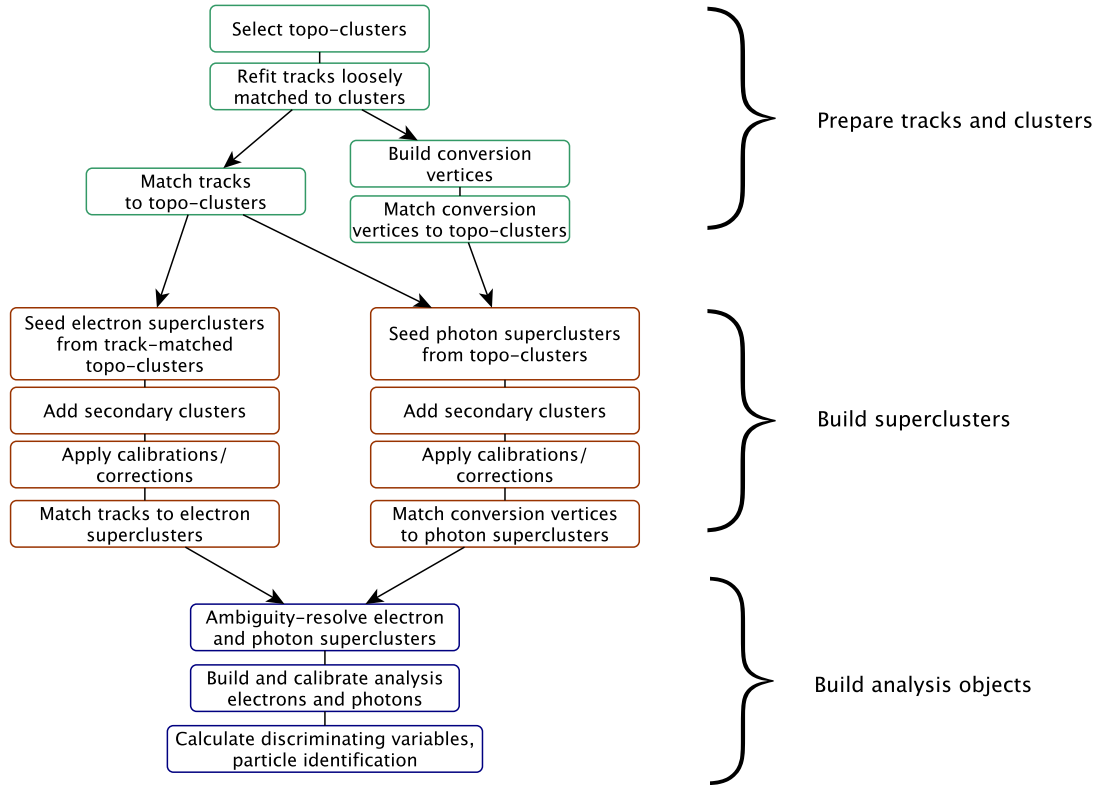 Select topo-clusters
Refit tracks loosely
matched to clusters
Prepare tracks and clusters
Build conversion
vertices
Match tracks
to topo-clusters
Match conversion
vertices to topo-clusters
Seed electron superclusters
from track-matched
topo-clusters
Seed photon superclusters
from topo-clusters
Add secondary clusters
Add secondary clusters
Build superclusters
Apply calibrations/
corrections
Apply calibrations/
corrections
Match tracks to electron
superclusters
Match conversion vertices
to photon superclusters
Ambiguity-resolve electron
and photon superclusters
Build and calibrate analysis
electrons and photons
Build analysis objects
Calculate discriminating variables,
particle identification